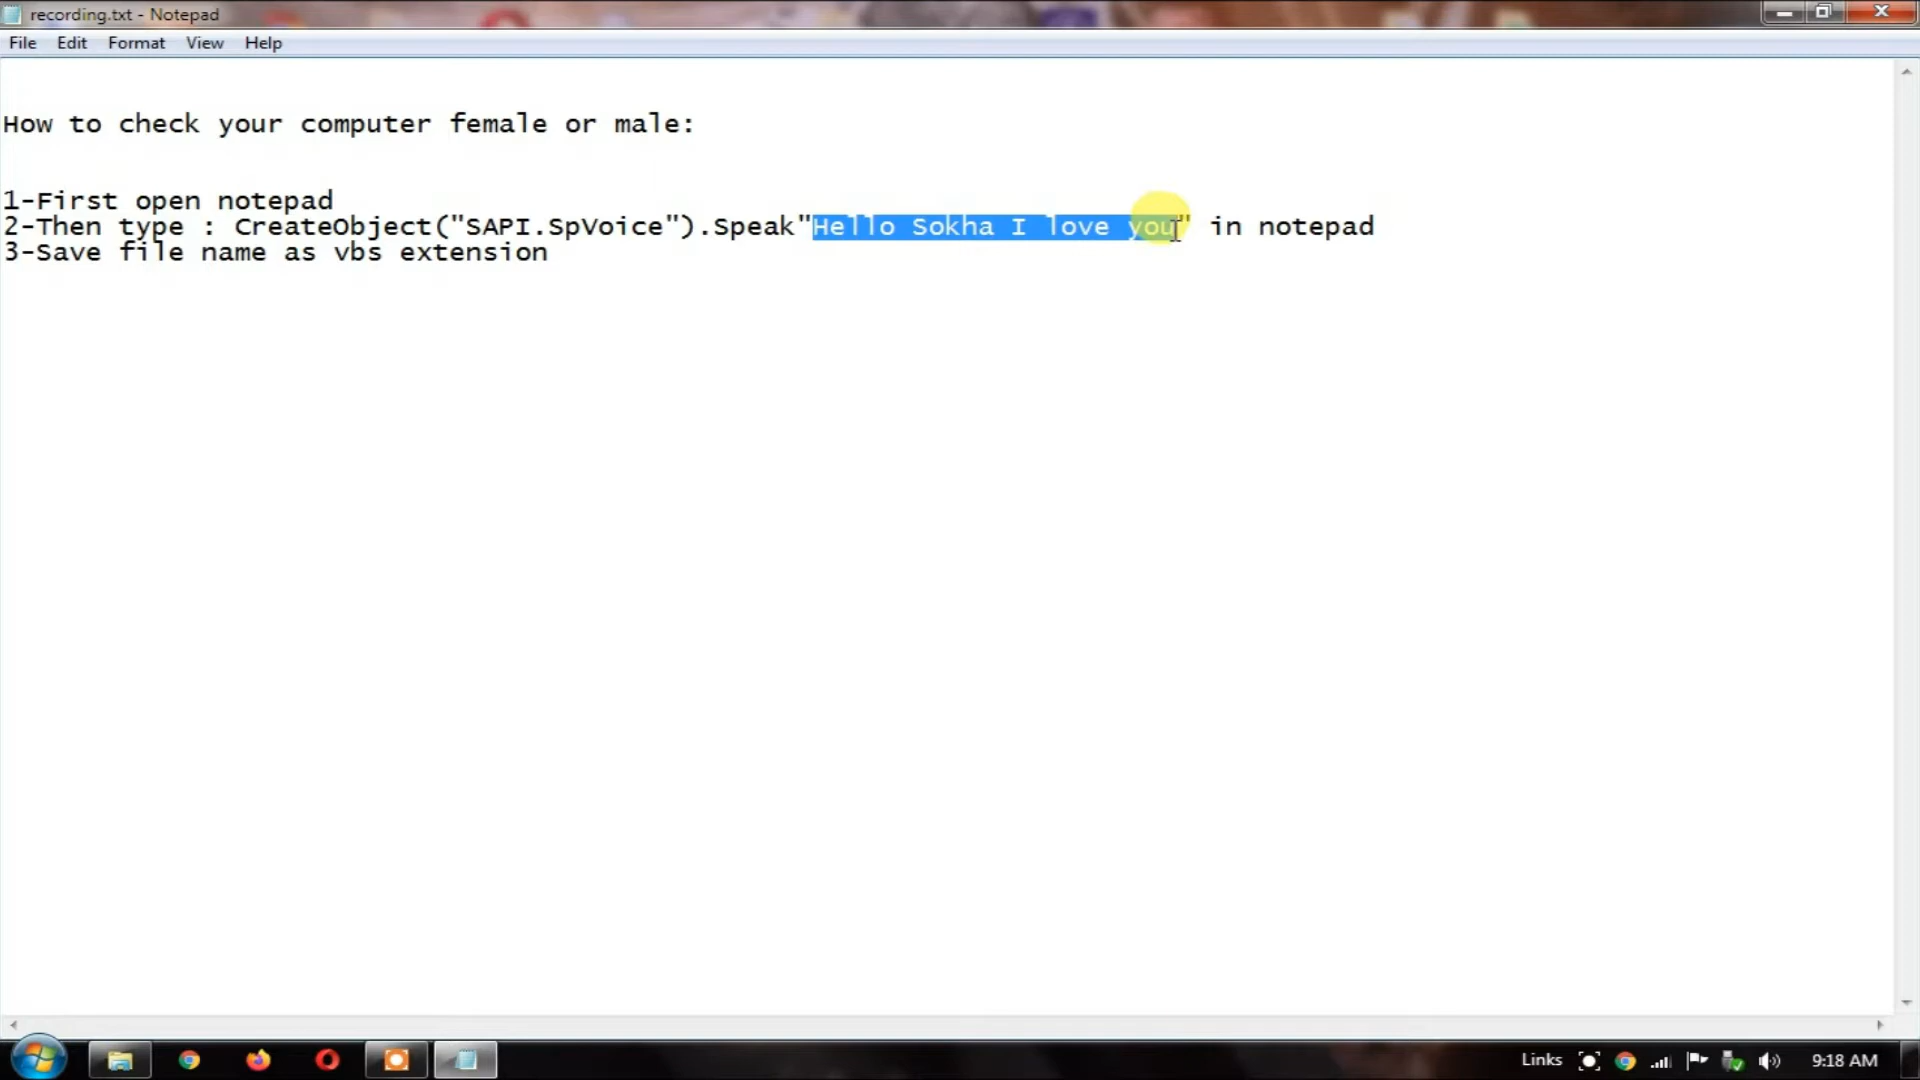 recording.txt - Notepad
File Edit Format View Help
How to check your computer female or male:
1-First open notepad
2-Then type : CreateObject("SAPI.SpVoice").Speak"Hello Sokha I love you" in notepad
3-Save file name as vbs extension
Links 9:18 AM